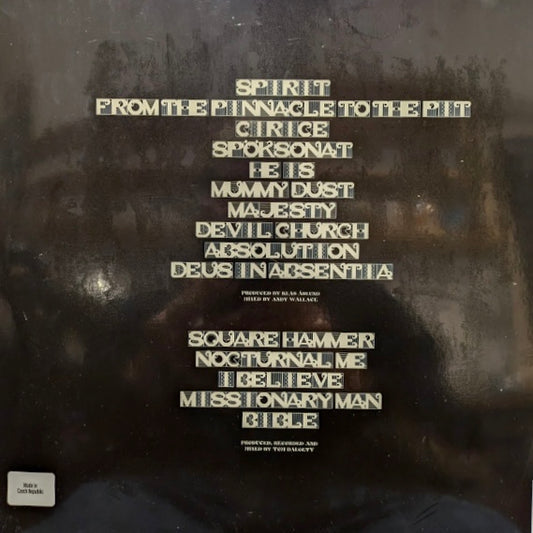 SPIRIT
FROM THE PINNACLE TO THE PIT
CIRICE
SPÖKSONAT
HE IS
MUMMY DUST
MAJESTY
DEVIL CHURCH
ABSOLUTION
DEUS IN ABSENTIA
PRODUCED BY KLAS ÅHLUND
MIXED BY ANDY WALLACE
SQUARE HAMMER
NOCTURNAL ME
I BELIEVE
MISSIONARY MAN
BIBLE
PRODUCED, RECORDED AND
MIXED BY TOM DALGETY
Made in
Czech Republic